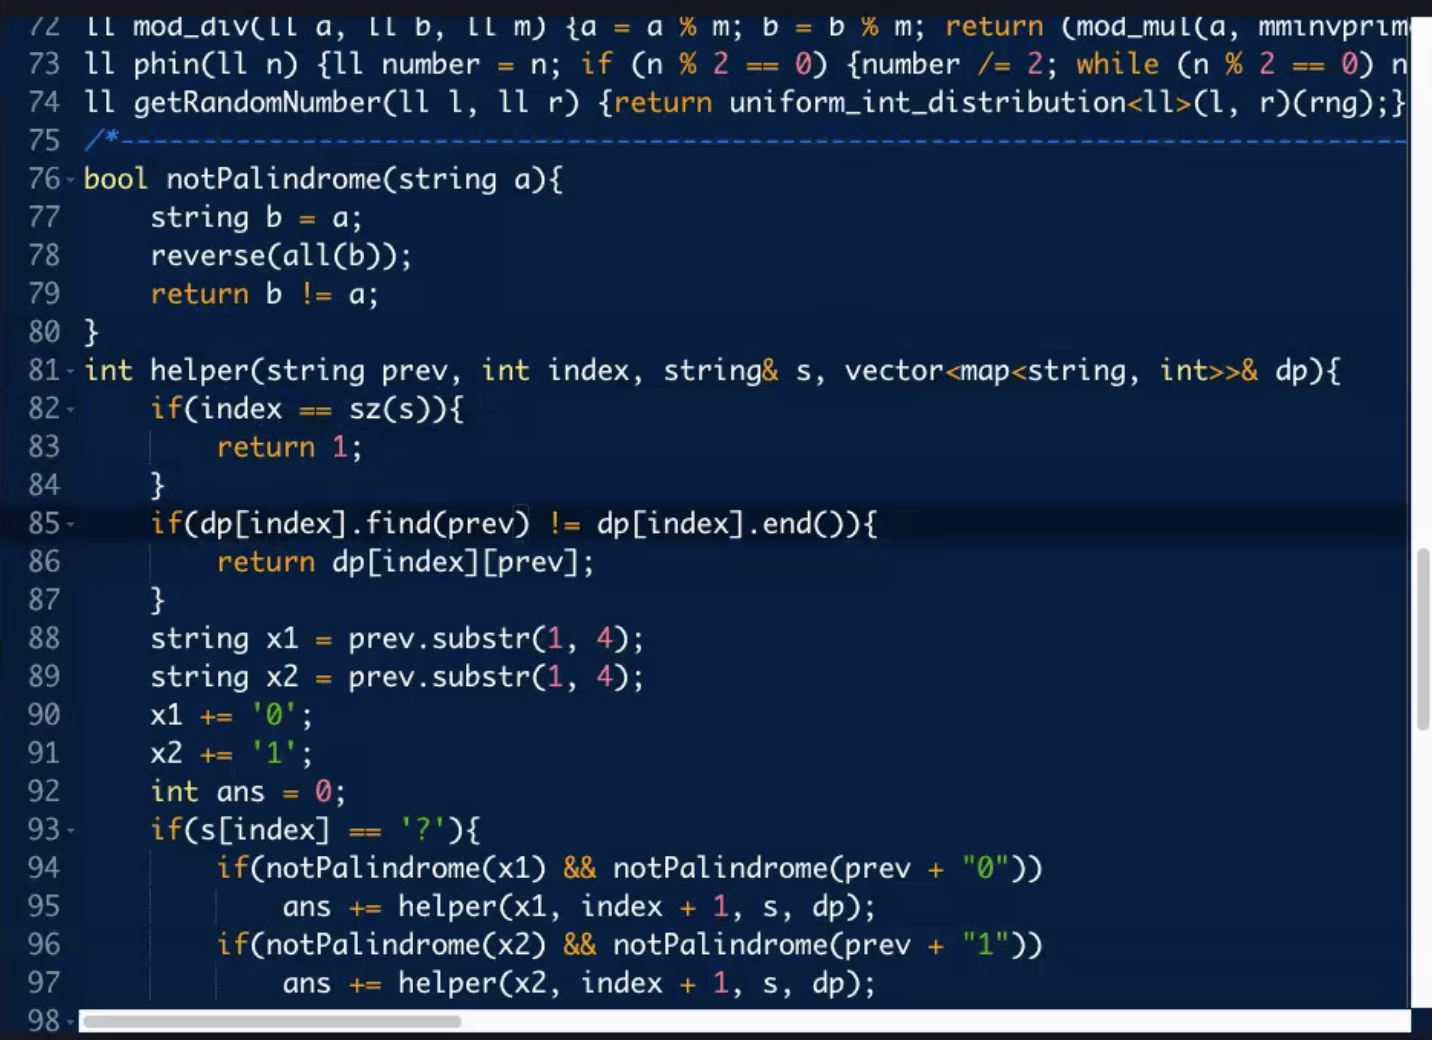 72 ll mod_div(ll a, ll b, ll m) {a = a % m; b = b % m; return (mod_mul(a, mminvprim
73 ll phin(ll n) {ll number = n; if (n % 2 == 0) {number /= 2; while (n % 2 == 0) n
74 ll getRandomNumber(ll l, ll r) {return uniform_int_distribution<ll>(l, r)(rng);}
75 /*--------------------------------------------------------------------------------
76 bool notPalindrome(string a){
77     string b = a;
78     reverse(all(b));
79     return b != a;
80 }
81 int helper(string prev, int index, string& s, vector<map<string, int>>& dp){
82     if(index == sz(s)){
83         return 1;
84     }
85     if(dp[index].find(prev) != dp[index].end()){
86         return dp[index][prev];
87     }
88     string x1 = prev.substr(1, 4);
89     string x2 = prev.substr(1, 4);
90     x1 += '0';
91     x2 += '1';
92     int ans = 0;
93     if(s[index] == '?'){
94         if(notPalindrome(x1) && notPalindrome(prev + "0"))
95             ans += helper(x1, index + 1, s, dp);
96         if(notPalindrome(x2) && notPalindrome(prev + "1"))
97             ans += helper(x2, index + 1, s, dp);
98